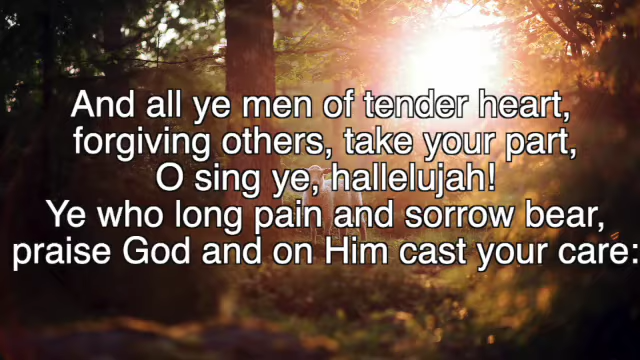 And all ye men of tender heart,
forgiving others, take your part,
O sing ye, hallelujah!
Ye who long pain and sorrow bear,
praise God and on Him cast your care: